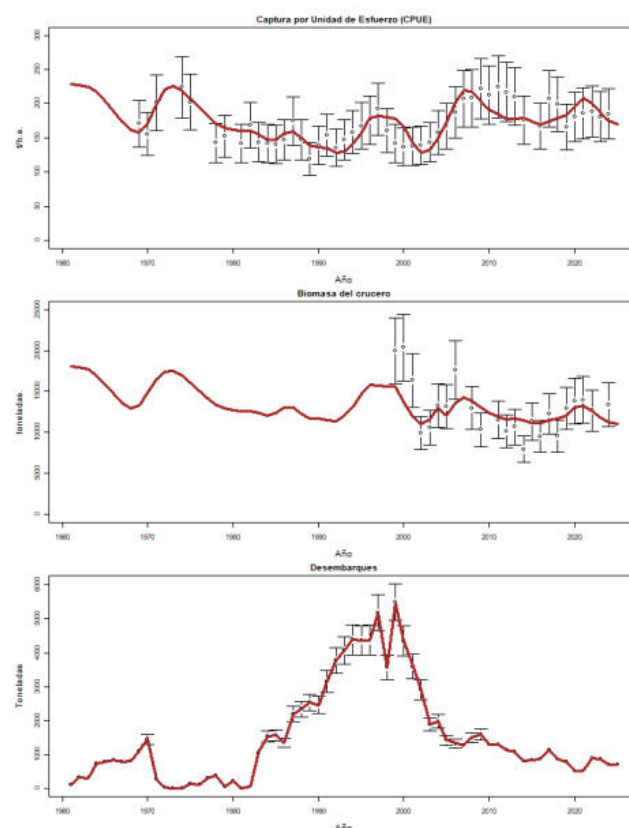 Captura por Unidad de Esfuerzo (CPUE)
300
250
200
150
100
50
0
t/h.a.
1960 1970 1980 1990 2000 2010 2020
Año
Biomasa del crucero
25000
20000
15000
10000
5000
0
toneladas.
1960 1970 1980 1990 2000 2010 2020
Año
Desembarques
6000
5000
4000
3000
2000
1000
0
Toneladas
1960 1970 1980 1990 2000 2010 2020
Año